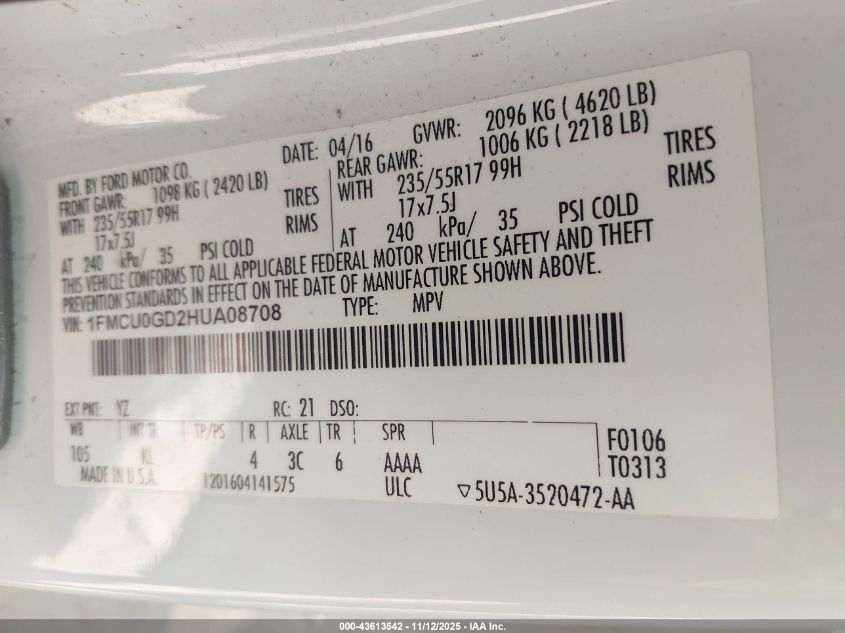 MFD. BY FORD MOTOR CO.
DATE: 04/16
GVWR: 2096 KG ( 4620 LB)
FRONT GAWR: 1098 KG ( 2420 LB)
WITH 235/55R17 99H TIRES
17x7.5J RIMS
AT 240 kPa/ 35 PSI COLD
REAR GAWR: 1006 KG ( 2218 LB)
WITH 235/55R17 99H TIRES
17x7.5J RIMS
AT 240 kPa/ 35 PSI COLD
THIS VEHICLE CONFORMS TO ALL APPLICABLE FEDERAL MOTOR VEHICLE SAFETY AND THEFT
PREVENTION STANDARDS IN EFFECT ON THE DATE OF MANUFACTURE SHOWN ABOVE.
VIN: 1FMCU0GD2HUA08708 TYPE: MPV
EXT PNT: YZ RC: 21 DSO:
WB INT TR TP/PS R AXLE TR SPR
105 KL 4 3C 6 AAAA
F0106
T0313
MADE IN U.S.A. 1201604141575 ULC ▽5U5A-3520472-AA
000-43613542 - 11/12/2025 - IAA Inc.